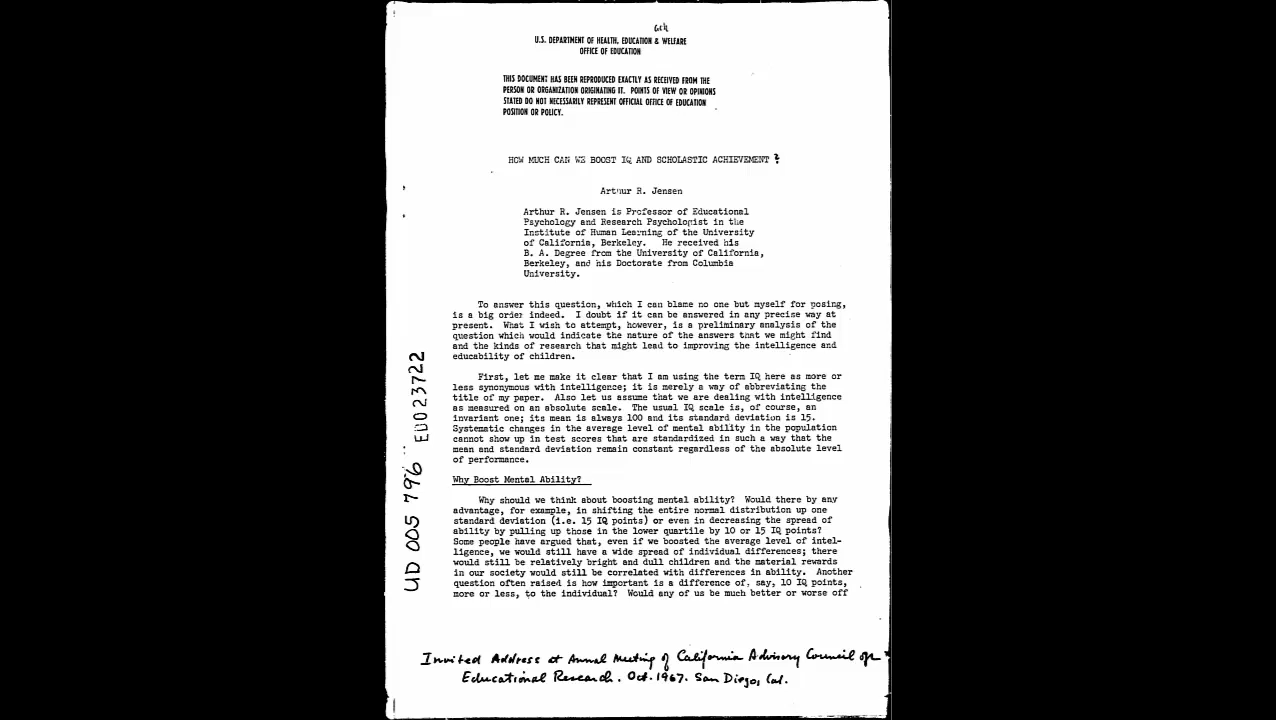 U.S. DEPARTMENT OF HEALTH, EDUCATION & WELFARE
OFFICE OF EDUCATION
THIS DOCUMENT HAS BEEN REPRODUCED EXACTLY AS RECEIVED FROM THE
PERSON OR ORGANIZATION ORIGINATING IT. POINTS OF VIEW OR OPINIONS
STATED DO NOT NECESSARILY REPRESENT OFFICIAL OFFICE OF EDUCATION
POSITION OR POLICY.
HOW MUCH CAN WE BOOST IQ AND SCHOLASTIC ACHIEVEMENT ?
Arthur R. Jensen
Arthur R. Jensen is Professor of Educational
Psychology and Research Psychologist in the
Institute of Human Learning of the University
of California, Berkeley. He received his
B. A. Degree from the University of California,
Berkeley, and his Doctorate from Columbia
University.
To answer this question, which I can blame no one but myself for posing,
is a big order indeed. I doubt if it can be answered in any precise way at
present. What I wish to attempt, however, is a preliminary analysis of the
question which would indicate the nature of the answers that we might find
and the kinds of research that might lead to improving the intelligence and
educability of children.
First, let me make it clear that I am using the term IQ here as more or
less synonymous with intelligence; it is merely a way of abbreviating the
title of my paper. Also let us assume that we are dealing with intelligence
as measured on an absolute scale. The usual IQ scale is, of course, an
invariant one; its mean is always 100 and its standard deviation is 15.
Systematic changes in the average level of mental ability in the population
cannot show up in test scores that are standardized in such a way that the
mean and standard deviation remain constant regardless of the absolute level
of performance.
Why Boost Mental Ability?
Why should we think about boosting mental ability? Would there by any
advantage, for example, in shifting the entire normal distribution up one
standard deviation (i.e. 15 IQ points) or even in decreasing the spread of
ability by pulling up those in the lower quartile by 10 or 15 IQ points?
Some people have argued that, even if we boosted the average level of intel-
ligence, we would still have a wide spread of individual differences; there
would still be relatively bright and dull children and the material rewards
in our society would still be correlated with differences in ability. Another
question often raised is how important is a difference of, say, 10 IQ points,
more or less, to the individual? Would any of us be much better or worse off
Invited Address at Annual Meeting of California Advisory Council on
Educational Research. Oct. 1967. San Diego, Cal.
ED023722
UD 005 796